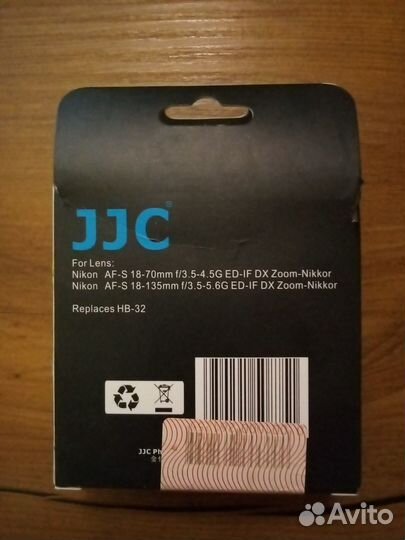 JJC®
For Lens:
Nikon AF-S 18-70mm f/3.5-4.5G ED-IF DX Zoom-Nikkor
Nikon AF-S 18-135mm f/3.5-5.6G ED-IF DX Zoom-Nikkor
Replaces HB-32
JJC
Avito